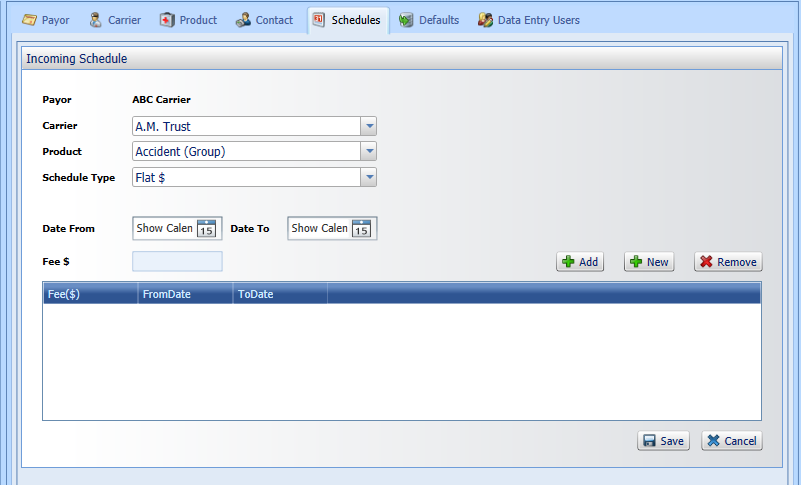 Payor Carrier Product Contact Schedules Defaults Data Entry Users
Incoming Schedule
Payor ABC Carrier
Carrier A.M. Trust
Product Accident (Group)
Schedule Type Flat $
Date From Show Calen 15 Date To Show Calen 15
Fee $ Add New Remove
Fee($) FromDate ToDate
Save Cancel